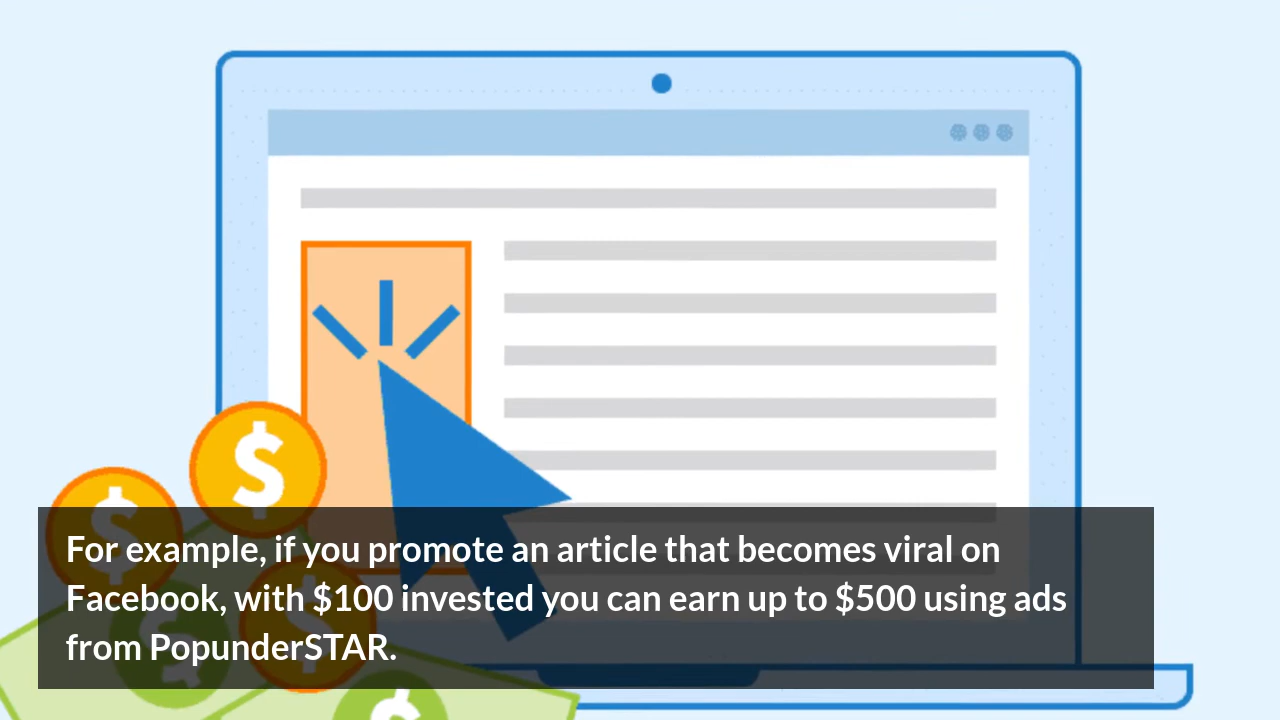 For example, if you promote an article that becomes viral on
Facebook, with $100 invested you can earn up to $500 using ads
from PopunderSTAR.
$
$
$
$
$